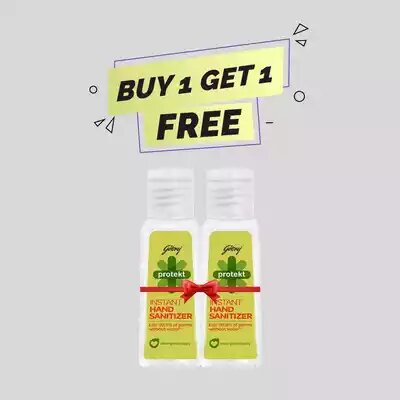 BUY 1 GET 1
FREE
Godrej
protekt
INSTANT
HAND
SANITIZER
Godrej
protekt
INSTANT
HAND
SANITIZER